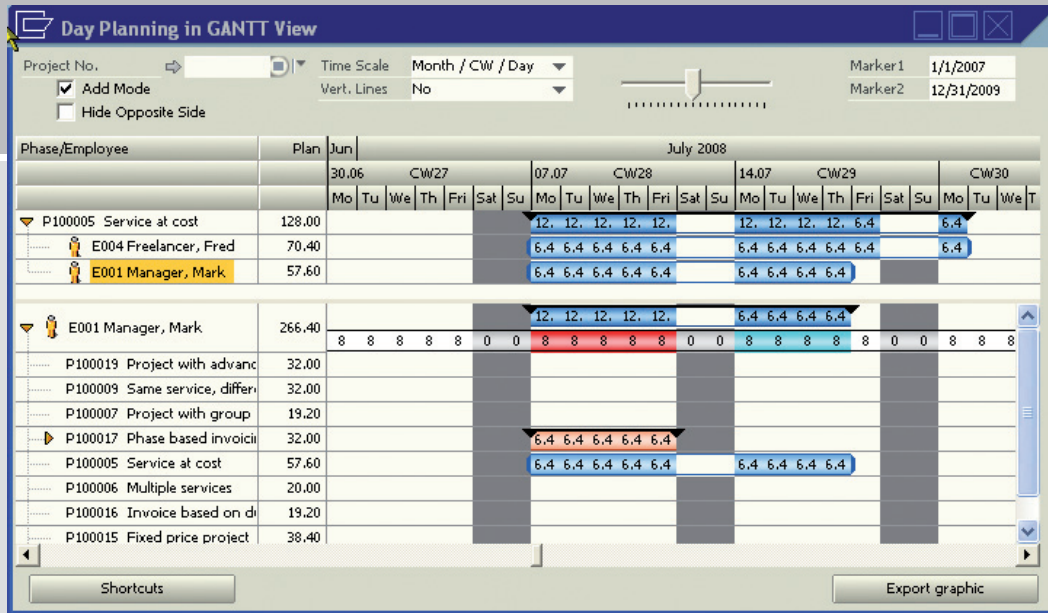 Day Planning in GANTT View
Project No. Time Scale Month / CW / Day Marker1 1/1/2007
Add Mode Vert. Lines No Marker2 12/31/2009
Hide Opposite Side
Phase/Employee Plan Jun July 2008
30.06 CW27 07.07 CW28 14.07 CW29 CW30
Mo Tu We Th Fri Sat Su Mo Tu We Th Fri Sat Su Mo Tu We Th Fri Sat Su Mo Tu We T
P100005 Service at cost 128.00 12. 12. 12. 12. 12. 12. 12. 12. 12. 6.4 6.4
E004 Freelancer, Fred 70.40 6.4 6.4 6.4 6.4 6.4 6.4 6.4 6.4 6.4 6.4 6.4
E001 Manager, Mark 57.60 6.4 6.4 6.4 6.4 6.4 6.4 6.4 6.4 6.4
E001 Manager, Mark 266.40 12. 12. 12. 12. 12. 6.4 6.4 6.4 6.4
8 8 8 8 8 0 0 8 8 8 8 8 0 0 8 8 8 8 8 0 0 8 8 8
P100019 Project with advanc 32.00
P100009 Same service, differ 32.00
P100007 Project with group 19.20
P100017 Phase based invoici 32.00 6.4 6.4 6.4 6.4 6.4
P100005 Service at cost 57.60 6.4 6.4 6.4 6.4 6.4 6.4 6.4 6.4 6.4
P100006 Multiple services 20.00
P100016 Invoice based on d 19.20
P100015 Fixed price project 38.40
Shortcuts Export graphic